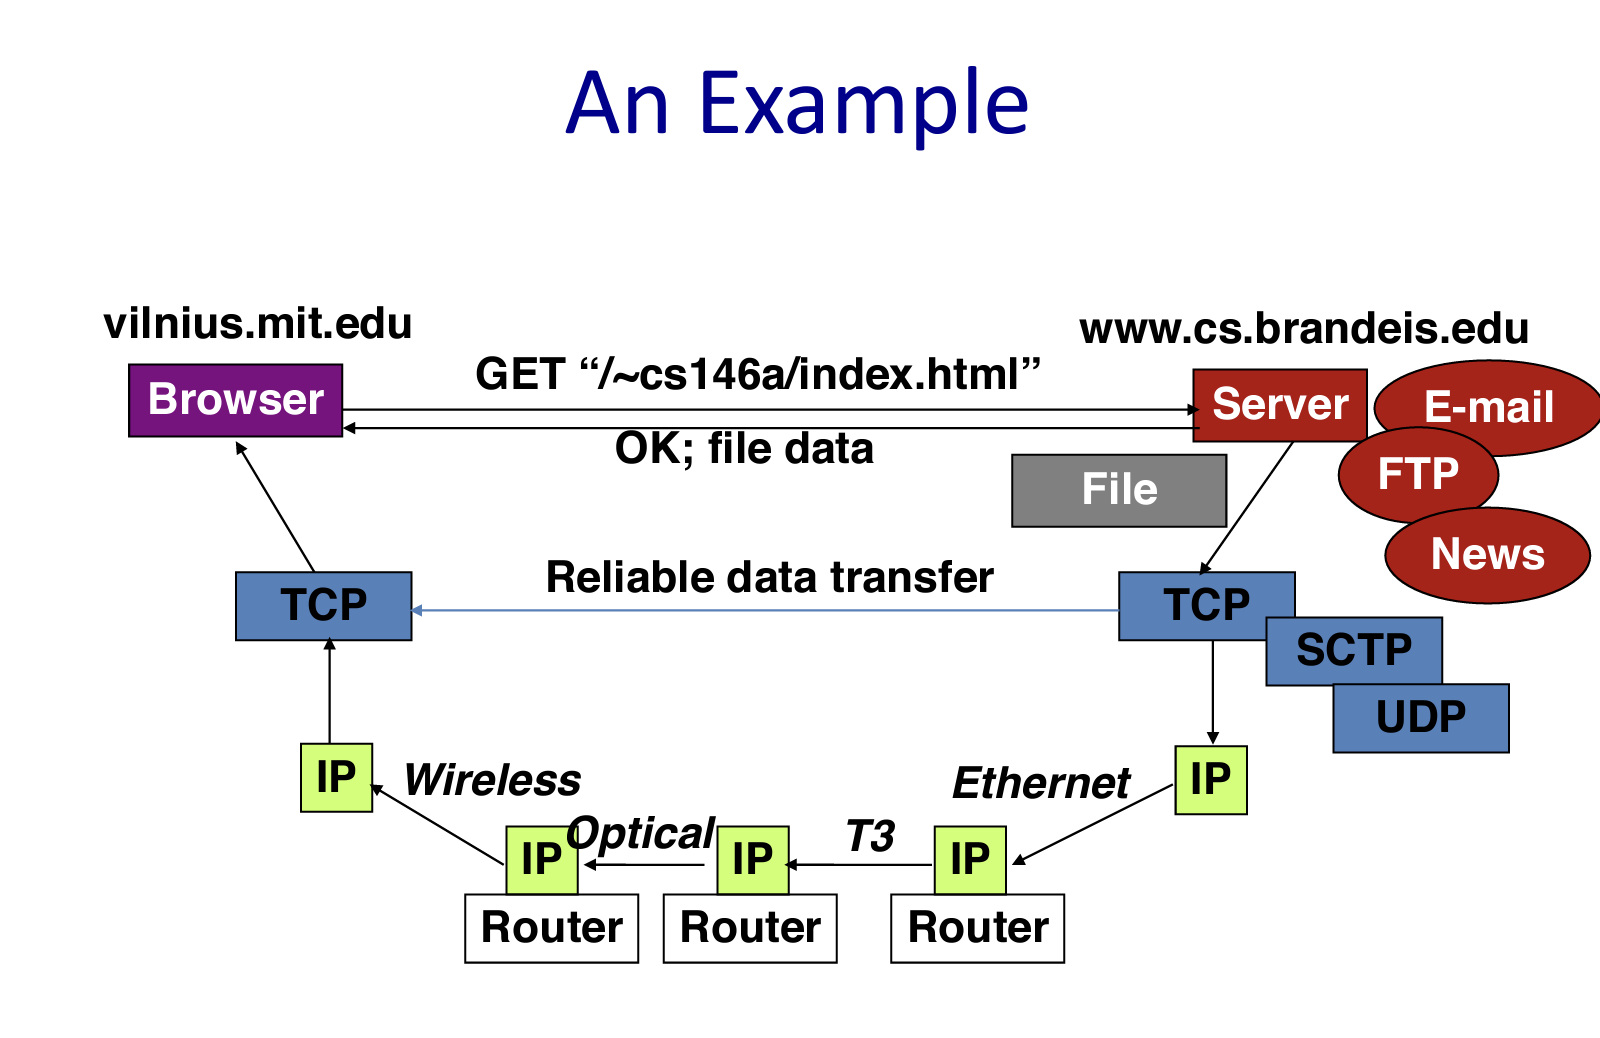 An Example
vilnius.mit.edu
www.cs.brandeis.edu
Browser
GET “/~cs146a/index.html”
Server
E-mail
OK; file data
File
FTP
News
TCP
Reliable data transfer
TCP
SCTP
UDP
IP
Wireless
Ethernet
IP
IP
Optical
IP
T3
IP
Router
Router
Router